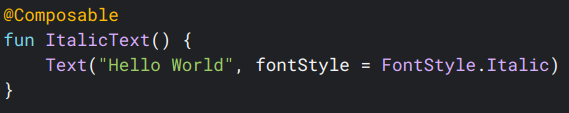 @Composable
fun ItalicText() {
    Text("Hello World", fontStyle = FontStyle.Italic)
}